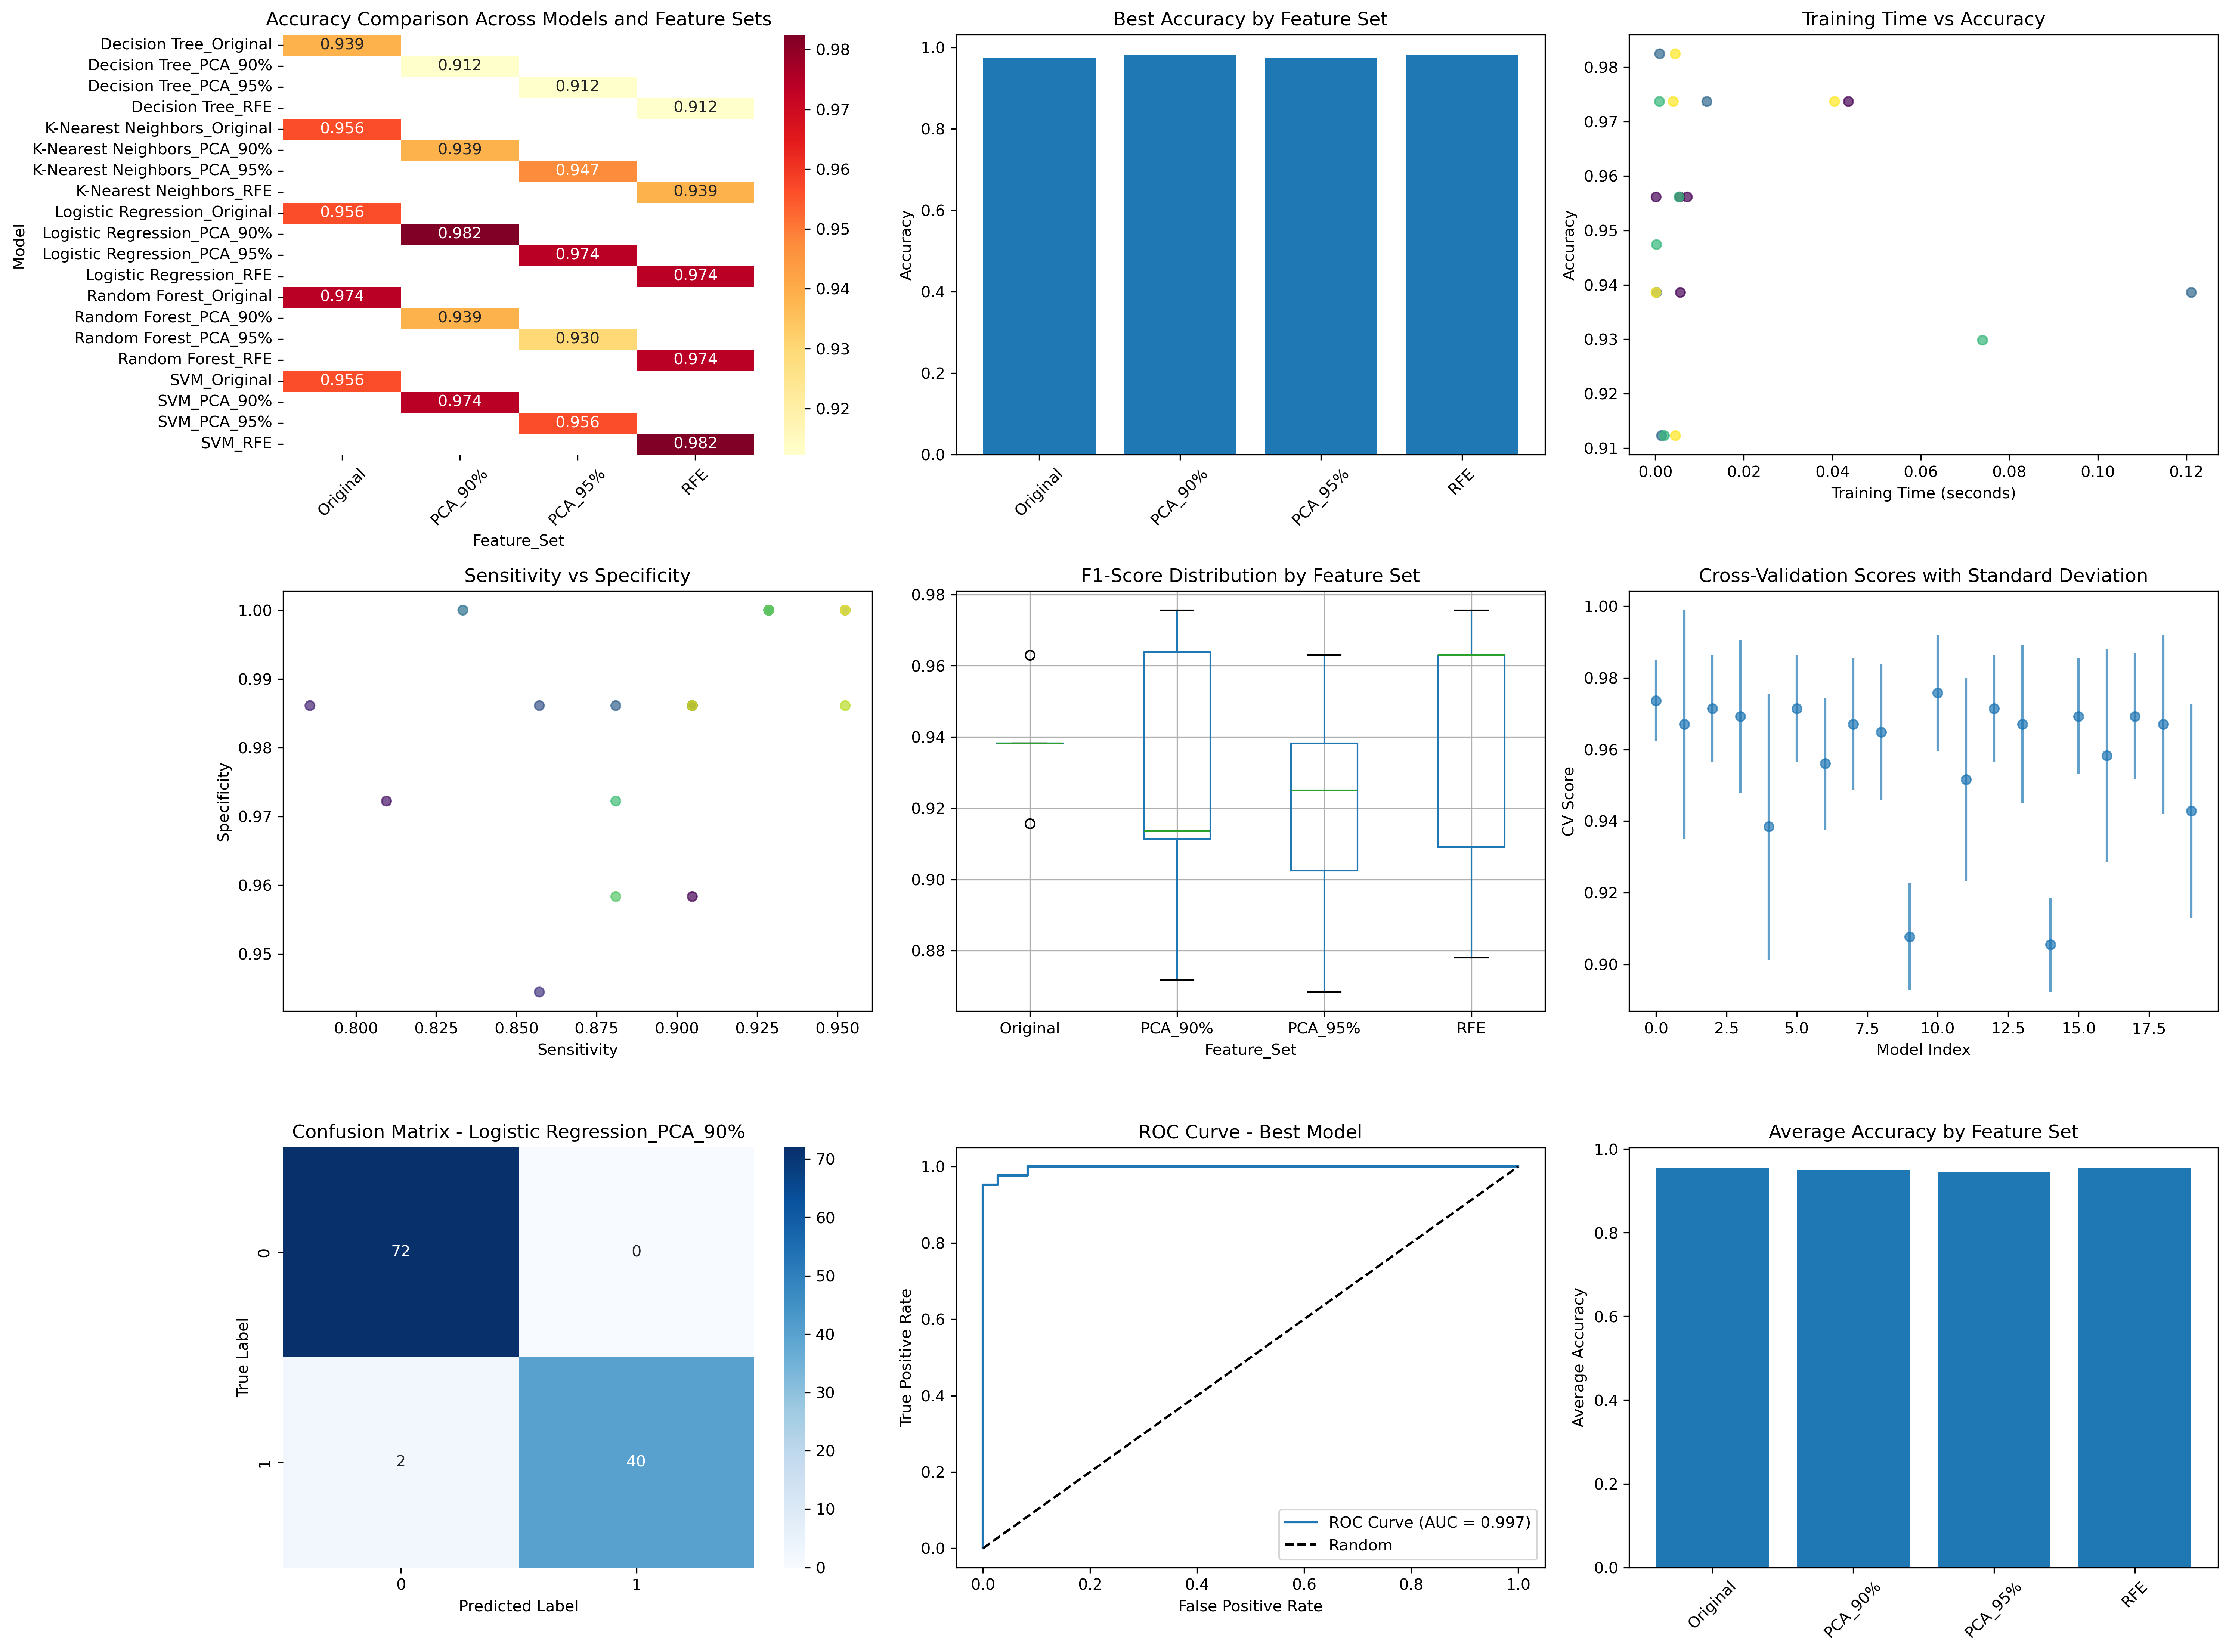 Accuracy Comparison Across Models and Feature Sets
Model
Decision Tree_Original
Decision Tree_PCA_90%
Decision Tree_PCA_95%
Decision Tree_RFE
K-Nearest Neighbors_Original
K-Nearest Neighbors_PCA_90%
K-Nearest Neighbors_PCA_95%
K-Nearest Neighbors_RFE
Logistic Regression_Original
Logistic Regression_PCA_90%
Logistic Regression_PCA_95%
Logistic Regression_RFE
Random Forest_Original
Random Forest_PCA_90%
Random Forest_PCA_95%
Random Forest_RFE
SVM_Original
SVM_PCA_90%
SVM_PCA_95%
SVM_RFE
0.939
0.912
0.912
0.912
0.956
0.939
0.947
0.939
0.956
0.982
0.974
0.974
0.974
0.939
0.930
0.974
0.956
0.974
0.956
0.982
Original
PCA_90%
PCA_95%
RFE
Feature_Set
0.98
0.97
0.96
0.95
0.94
0.93
0.92
Best Accuracy by Feature Set
Accuracy
1.0
0.8
0.6
0.4
0.2
0.0
Original
PCA_90%
PCA_95%
RFE
Training Time vs Accuracy
Accuracy
0.98
0.97
0.96
0.95
0.94
0.93
0.92
0.91
0.00 0.02 0.04 0.06 0.08 0.10 0.12
Training Time (seconds)
Sensitivity vs Specificity
Specificity
1.00
0.99
0.98
0.97
0.96
0.95
0.800 0.825 0.850 0.875 0.900 0.925 0.950
Sensitivity
F1-Score Distribution by Feature Set
0.98
0.96
0.94
0.92
0.90
0.88
Original PCA_90% PCA_95% RFE
Feature_Set
Cross-Validation Scores with Standard Deviation
CV Score
1.00
0.98
0.96
0.94
0.92
0.90
0.0 2.5 5.0 7.5 10.0 12.5 15.0 17.5
Model Index
Confusion Matrix - Logistic Regression_PCA_90%
True Label
0
1
72 0
2 40
0 1
Predicted Label
70
60
50
40
30
20
10
0
ROC Curve - Best Model
True Positive Rate
1.0
0.8
0.6
0.4
0.2
0.0
ROC Curve (AUC = 0.997)
Random
0.0 0.2 0.4 0.6 0.8 1.0
False Positive Rate
Average Accuracy by Feature Set
Average Accuracy
1.0
0.8
0.6
0.4
0.2
0.0
Original
PCA_90%
PCA_95%
RFE